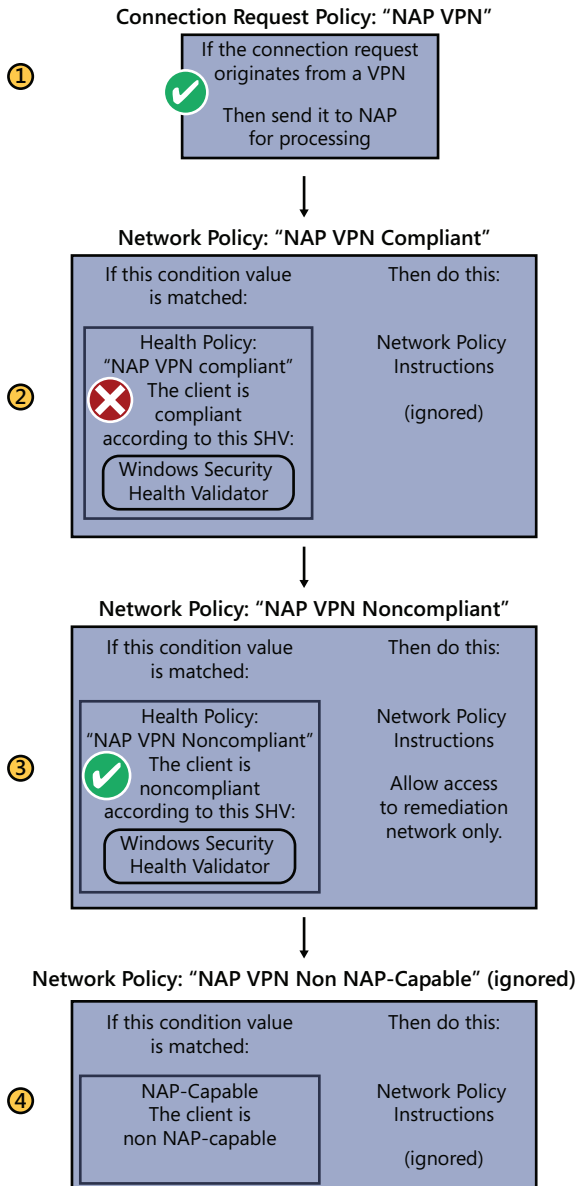 Connection Request Policy: “NAP VPN”
1
If the connection request
originates from a VPN
Then send it to NAP
for processing
Network Policy: “NAP VPN Compliant”
2
If this condition value
is matched:
Health Policy:
“NAP VPN compliant”
The client is
compliant
according to this SHV:
Windows Security
Health Validator
Then do this:
Network Policy
Instructions
(ignored)
Network Policy: “NAP VPN Noncompliant”
3
If this condition value
is matched:
Health Policy:
“NAP VPN Noncompliant”
The client is
noncompliant
according to this SHV:
Windows Security
Health Validator
Then do this:
Network Policy
Instructions
Allow access
to remediation
network only.
Network Policy: “NAP VPN Non NAP-Capable” (ignored)
4
If this condition value
is matched:
NAP-Capable
The client is
non NAP-capable
Then do this:
Network Policy
Instructions
(ignored)